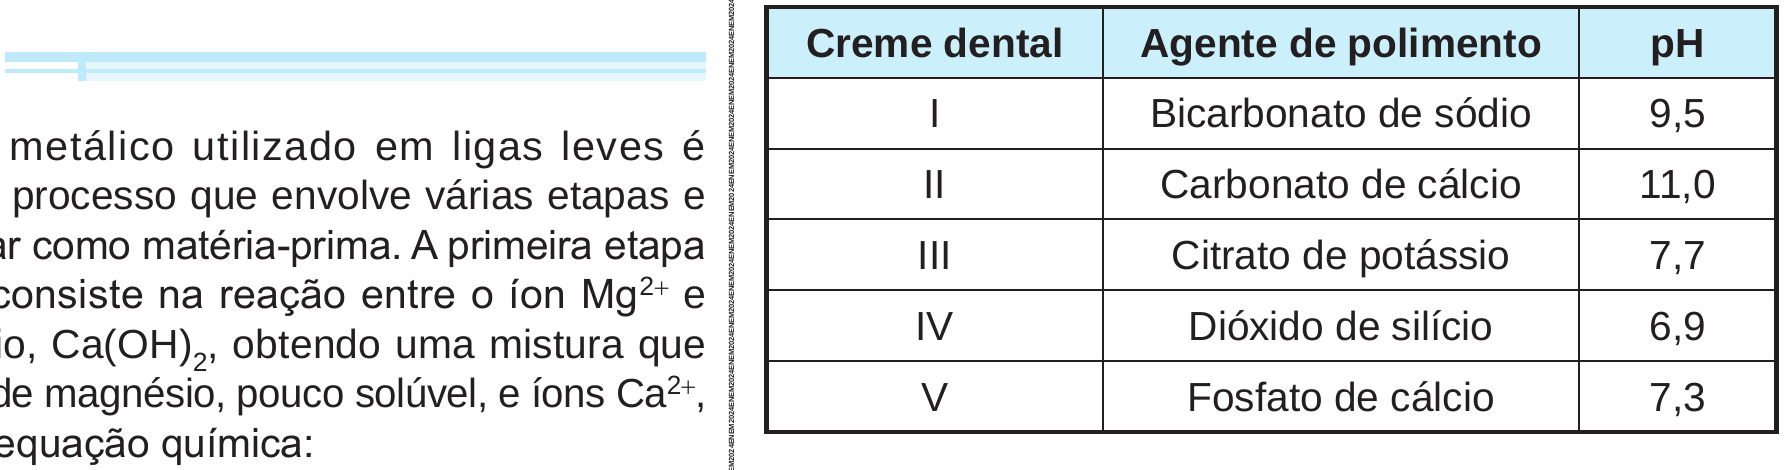 metálico utilizado em ligas leves é
processo que envolve várias etapas e
como matéria-prima. A primeira etapa
consiste na reação entre o íon Mg²⁺ e
Ca(OH)₂, obtendo uma mistura que
de magnésio, pouco solúvel, e íons Ca²⁺,
equação química:
ENEM2024ENEM2024ENEM2024ENEM2024ENEM2024ENEM2024ENEM2024ENEM2024ENEM2024ENEM2024
Creme dental Agente de polimento pH
I Bicarbonato de sódio 9,5
II Carbonato de cálcio 11,0
III Citrato de potássio 7,7
IV Dióxido de silício 6,9
V Fosfato de cálcio 7,3